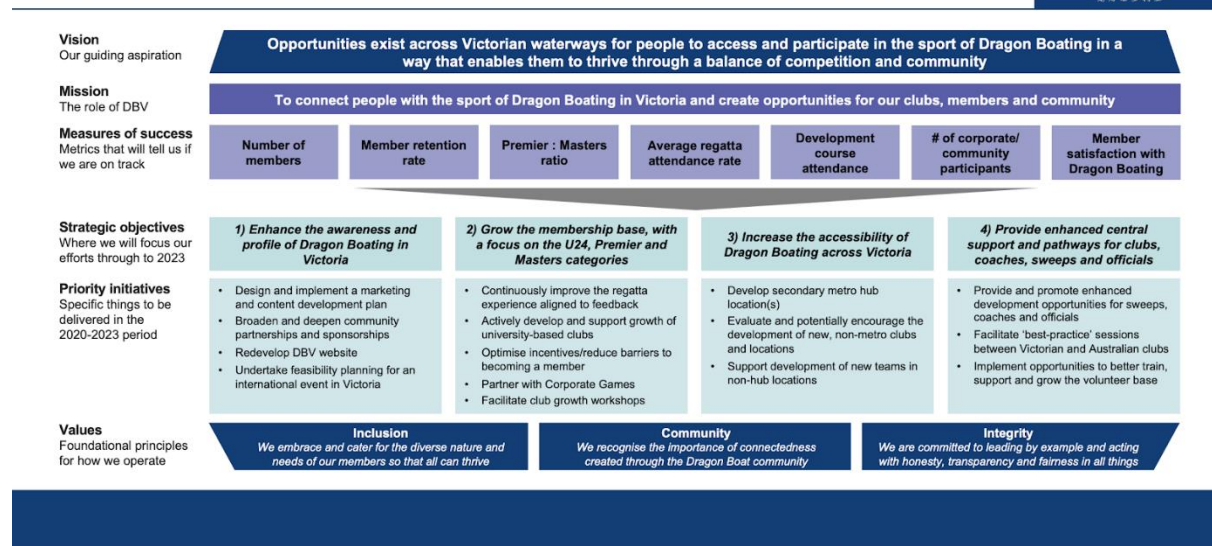 Vision
Our guiding aspiration
Opportunities exist across Victorian waterways for people to access and participate in the sport of Dragon Boating in a
way that enables them to thrive through a balance of competition and community
Mission
The role of DBV
To connect people with the sport of Dragon Boating in Victoria and create opportunities for our clubs, members and community
Measures of success
Metrics that will tell us if
we are on track
Number of
members
Member retention
rate
Premier : Masters
ratio
Average regatta
attendance rate
Development
course
attendance
# of corporate/
community
participants
Member
satisfaction with
Dragon Boating
Strategic objectives
Where we will focus our
efforts through to 2023
1) Enhance the awareness and
profile of Dragon Boating in
Victoria
2) Grow the membership base, with
a focus on the U24, Premier and
Masters categories
3) Increase the accessibility of
Dragon Boating across Victoria
4) Provide enhanced central
support and pathways for clubs,
coaches, sweeps and officials
Priority initiatives
Specific things to be
delivered in the
2020-2023 period
• Design and implement a marketing
and content development plan
• Broaden and deepen community
partnerships and sponsorships
• Redevelop DBV website
• Undertake feasibility planning for an
international event in Victoria
• Continuously improve the regatta
experience aligned to feedback
• Actively develop and support growth of
university-based clubs
• Optimise incentives/reduce barriers to
becoming a member
• Partner with Corporate Games
• Facilitate club growth workshops
• Develop secondary metro hub
location(s)
• Evaluate and potentially encourage the
development of new, non-metro clubs
and locations
• Support development of new teams in
non-hub locations
• Provide and promote enhanced
development opportunities for sweeps,
coaches and officials
• Facilitate 'best-practice' sessions
between Victorian and Australian clubs
• Implement opportunities to better train,
support and grow the volunteer base
Values
Foundational principles
for how we operate
Inclusion
We embrace and cater for the diverse nature and
needs of our members so that all can thrive
Community
We recognise the importance of connectedness
created through the Dragon Boat community
Integrity
We are committed to leading by example and acting
with honesty, transparency and fairness in all things